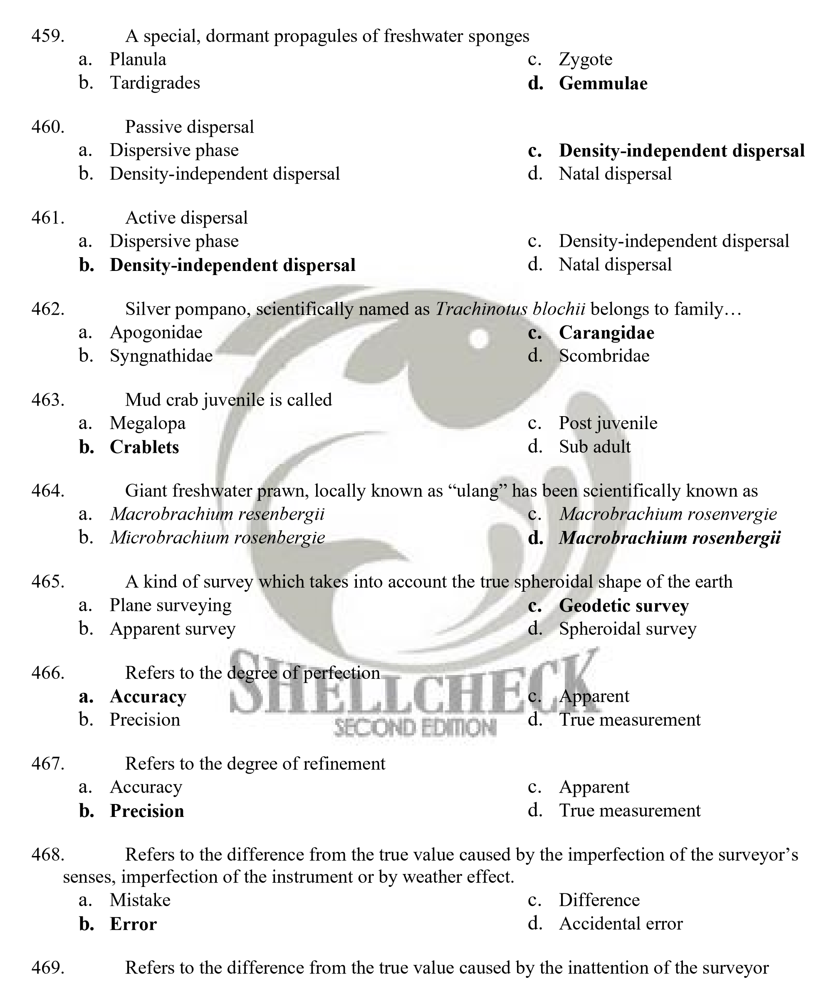 459. A special, dormant propagules of freshwater sponges
a. Planula
b. Tardigrades
c. Zygote
d. Gemmulae
460. Passive dispersal
a. Dispersive phase
b. Density-independent dispersal
c. Density-independent dispersal
d. Natal dispersal
461. Active dispersal
a. Dispersive phase
b. Density-independent dispersal
c. Density-independent dispersal
d. Natal dispersal
462. Silver pompano, scientifically named as Trachinotus blochii belongs to family…
a. Apogonidae
b. Syngnathidae
c. Carangidae
d. Scombridae
463. Mud crab juvenile is called
a. Megalopa
b. Crablets
c. Post juvenile
d. Sub adult
464. Giant freshwater prawn, locally known as “ulang” has been scientifically known as
a. Macrobrachium resenbergii
b. Microbrachium rosenbergie
c. Macrobrachium rosenvergie
d. Macrobrachium rosenbergii
465. A kind of survey which takes into account the true spheroidal shape of the earth
a. Plane surveying
b. Apparent survey
c. Geodetic survey
d. Spheroidal survey
466. Refers to the degree of perfection
a. Accuracy
b. Precision
c. Apparent
d. True measurement
SHELLCHECK
SECOND EDITION
467. Refers to the degree of refinement
a. Accuracy
b. Precision
c. Apparent
d. True measurement
468. Refers to the difference from the true value caused by the imperfection of the surveyor’s
senses, imperfection of the instrument or by weather effect.
a. Mistake
b. Error
c. Difference
d. Accidental error
469. Refers to the difference from the true value caused by the inattention of the surveyor